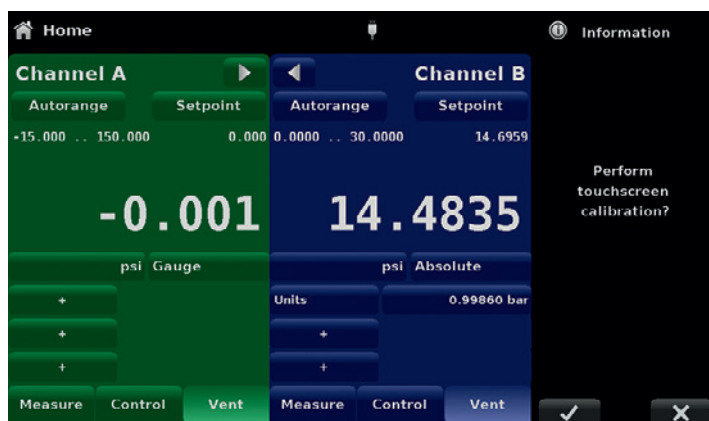 Home
Information
Channel A
Channel B
Autorange Setpoint
Autorange Setpoint
-15.000 .. 150.000 0.000
0.0000 .. 30.0000 14.6959
-0.001
14.4835
psi Gauge
psi Absolute
+
Units 0.99860 bar
+
+
+
+
Measure Control Vent
Measure Control Vent
Perform
touchscreen
calibration?